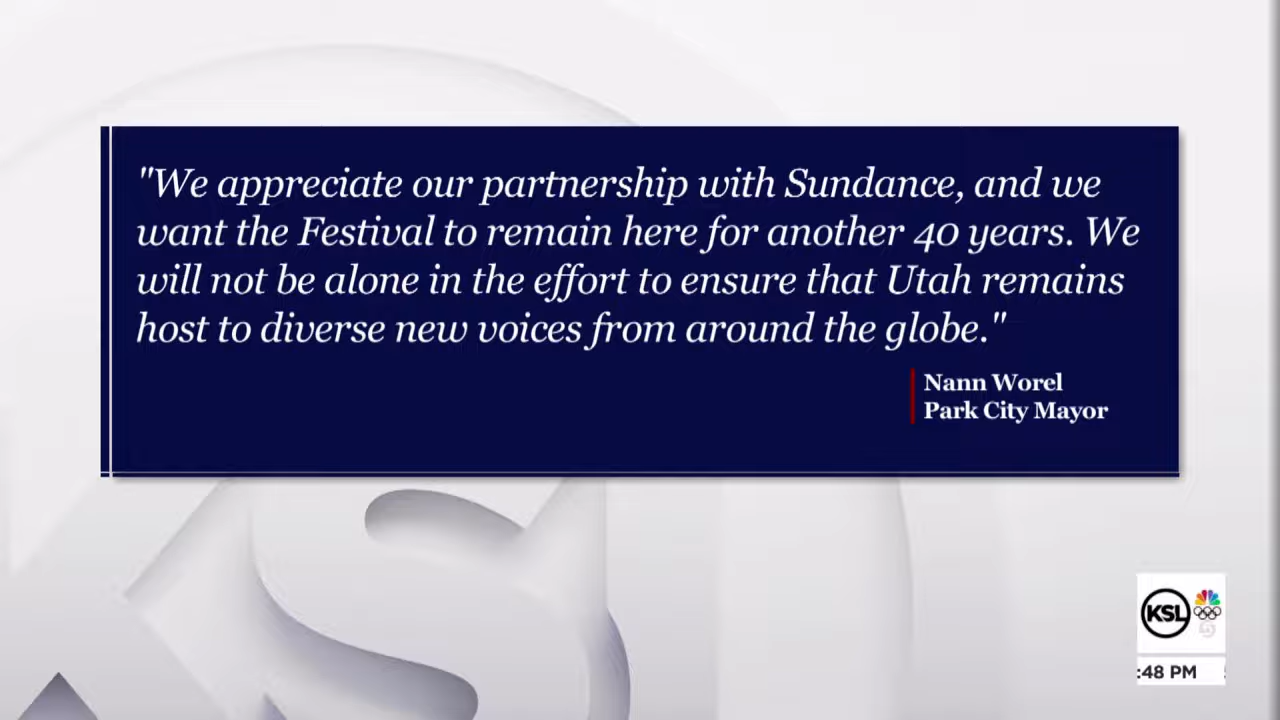 "We appreciate our partnership with Sundance, and we
want the Festival to remain here for another 40 years. We
will not be alone in the effort to ensure that Utah remains
host to diverse new voices from around the globe."
Nann Worel
Park City Mayor
KSL
:48 PM